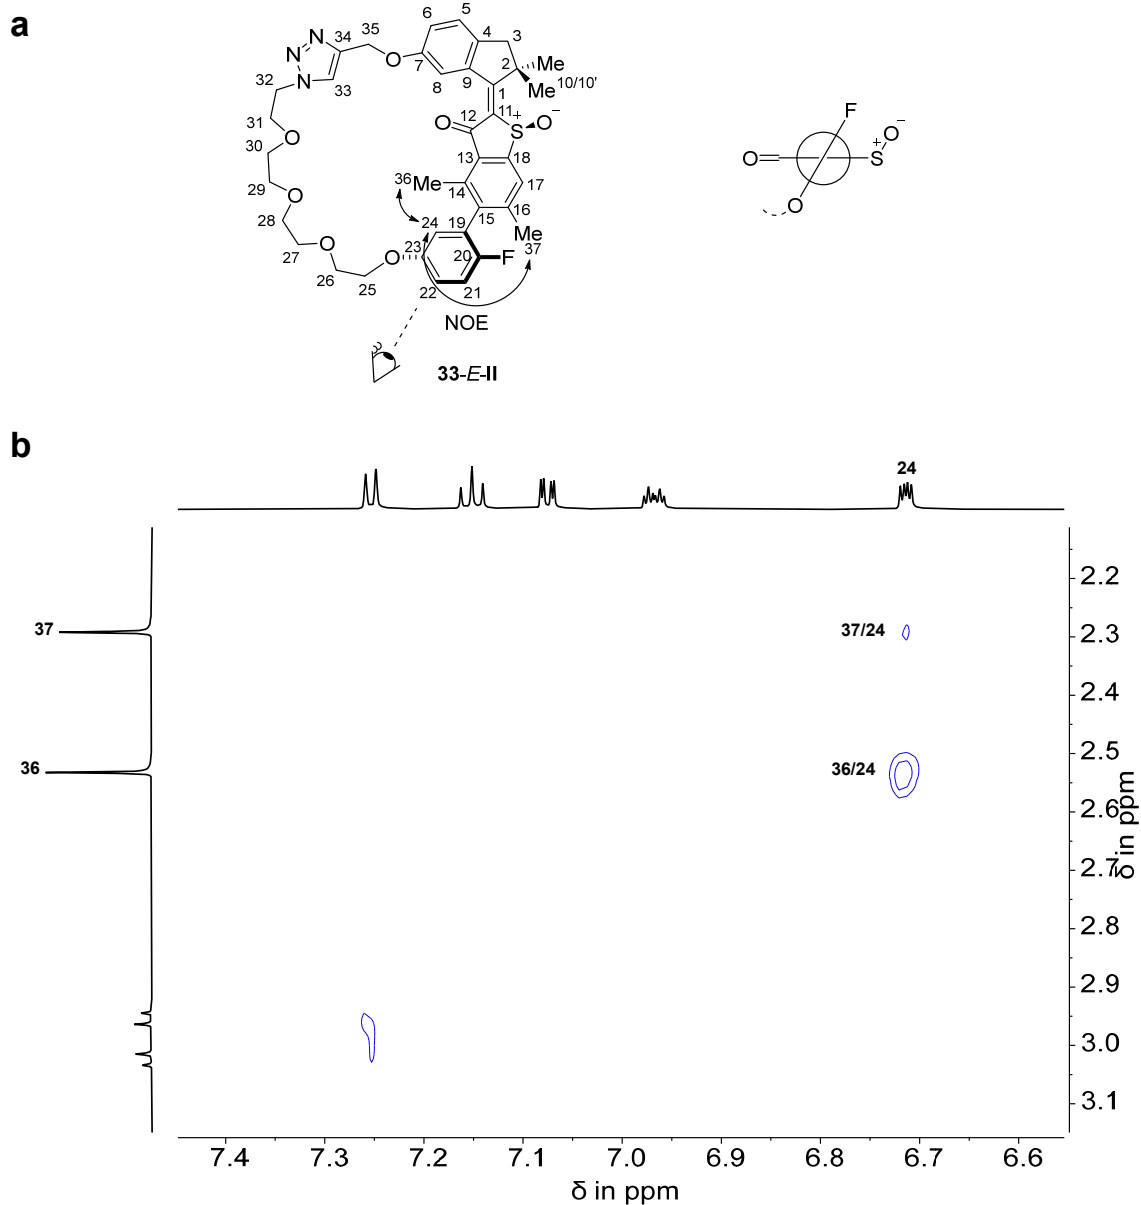 a
6
5
35
34
4
3
N
N
N
O
7
2
Me
Me
10/10'
32
33
8
9
1
12
11
+
O
−
31
O
S
O
30
13
18
29
36
Me
14
17
O
15
16
28
24
19
Me
37
27
O
23
20
F
O
26
25
22
21
NOE
33-E-II
F
O
−
+
O
S
O
b
24
37
37/24
36
36/24
2.2
2.3
2.4
2.5
2.6
2.7
2.8
2.9
3.0
3.1
δ in ppm
7.4
7.3
7.2
7.1
7.0
6.9
6.8
6.7
6.6
δ in ppm